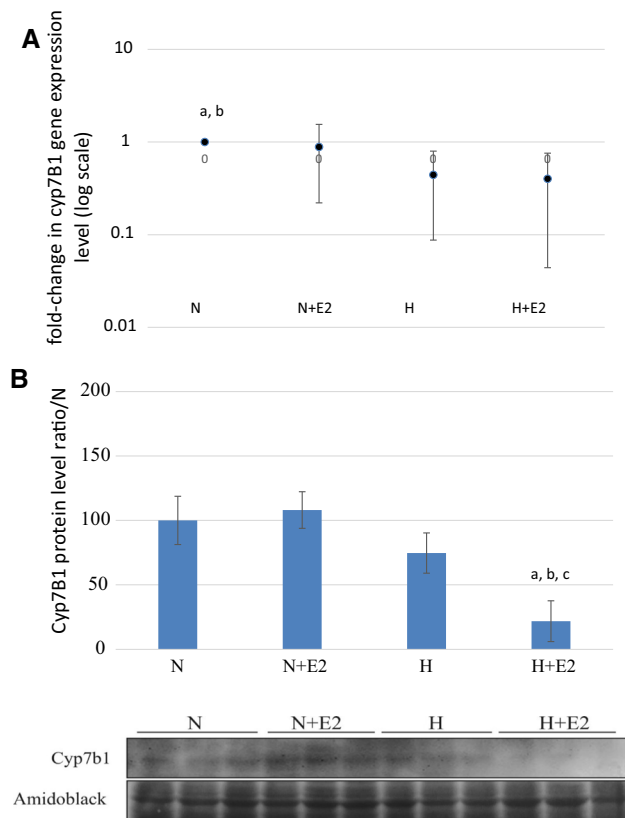 A
fold-change in cyp7B1 gene expression
level (log scale)
10
1
0.1
0.01
a, b
0 0 0 0
N N+E2 H H+E2
B
Cyp7B1 protein level ratio/N
200
150
100
50
0
a, b, c
N N+E2 H H+E2
N N+E2 H H+E2
Cyp7b1
Amidoblack